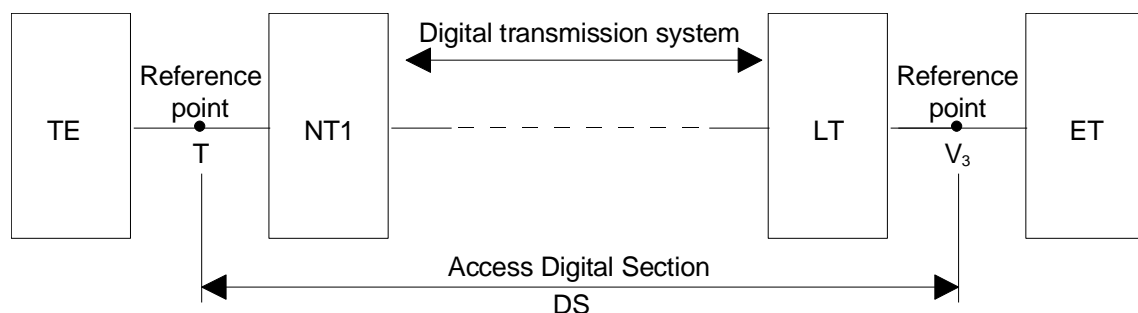 Digital transmission system
Reference
point
Reference
point
TE
NT1
LT
ET
T
V₃
Access Digital Section
DS